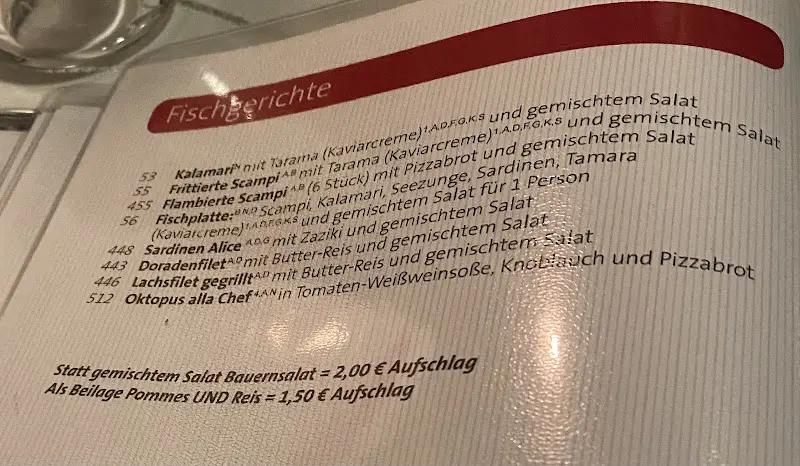 Fischgerichte
53 Kalamari N mit Tarama (Kaviarcreme) 1,A,D,F,G,K,S und gemischtem Salat
55 Frittierte Scampi A,B mit Tarama (Kaviarcreme) 1,A,D,F,G,K,S und gemischtem Salat
455 Flambierte Scampi A,B (6 Stück) mit Pizzabrot und gemischtem Salat
56 Fischplatte: B,N,D Scampi, Kalamari, Seezunge, Sardinen, Tamara
(Kaviarcreme) 1,A,D,F,G,K,S und gemischtem Salat für 1 Person
448 Sardinen Alice A,D,G mit Zaziki und gemischtem Salat
443 Doradenfilet A,D mit Butter-Reis und gemischtem Salat
446 Lachsfilet gegrillt A,D mit Butter-Reis und gemischtem Salat
512 Oktopus alla Chef 4,A,N in Tomaten-Weißweinsoße, Knoblauch und Pizzabrot
Statt gemischtem Salat Bauernsalat = 2,00 € Aufschlag
Als Beilage Pommes UND Reis = 1,50 € Aufschlag